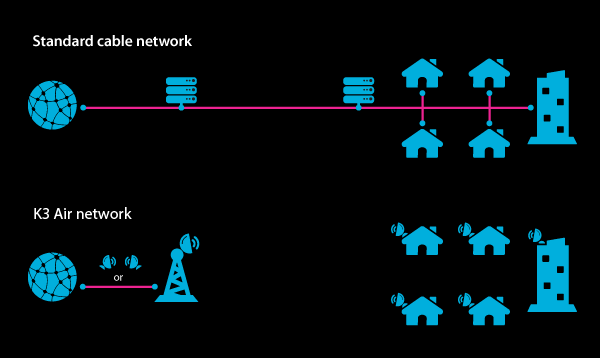 Standard cable network
K3 Air network
or